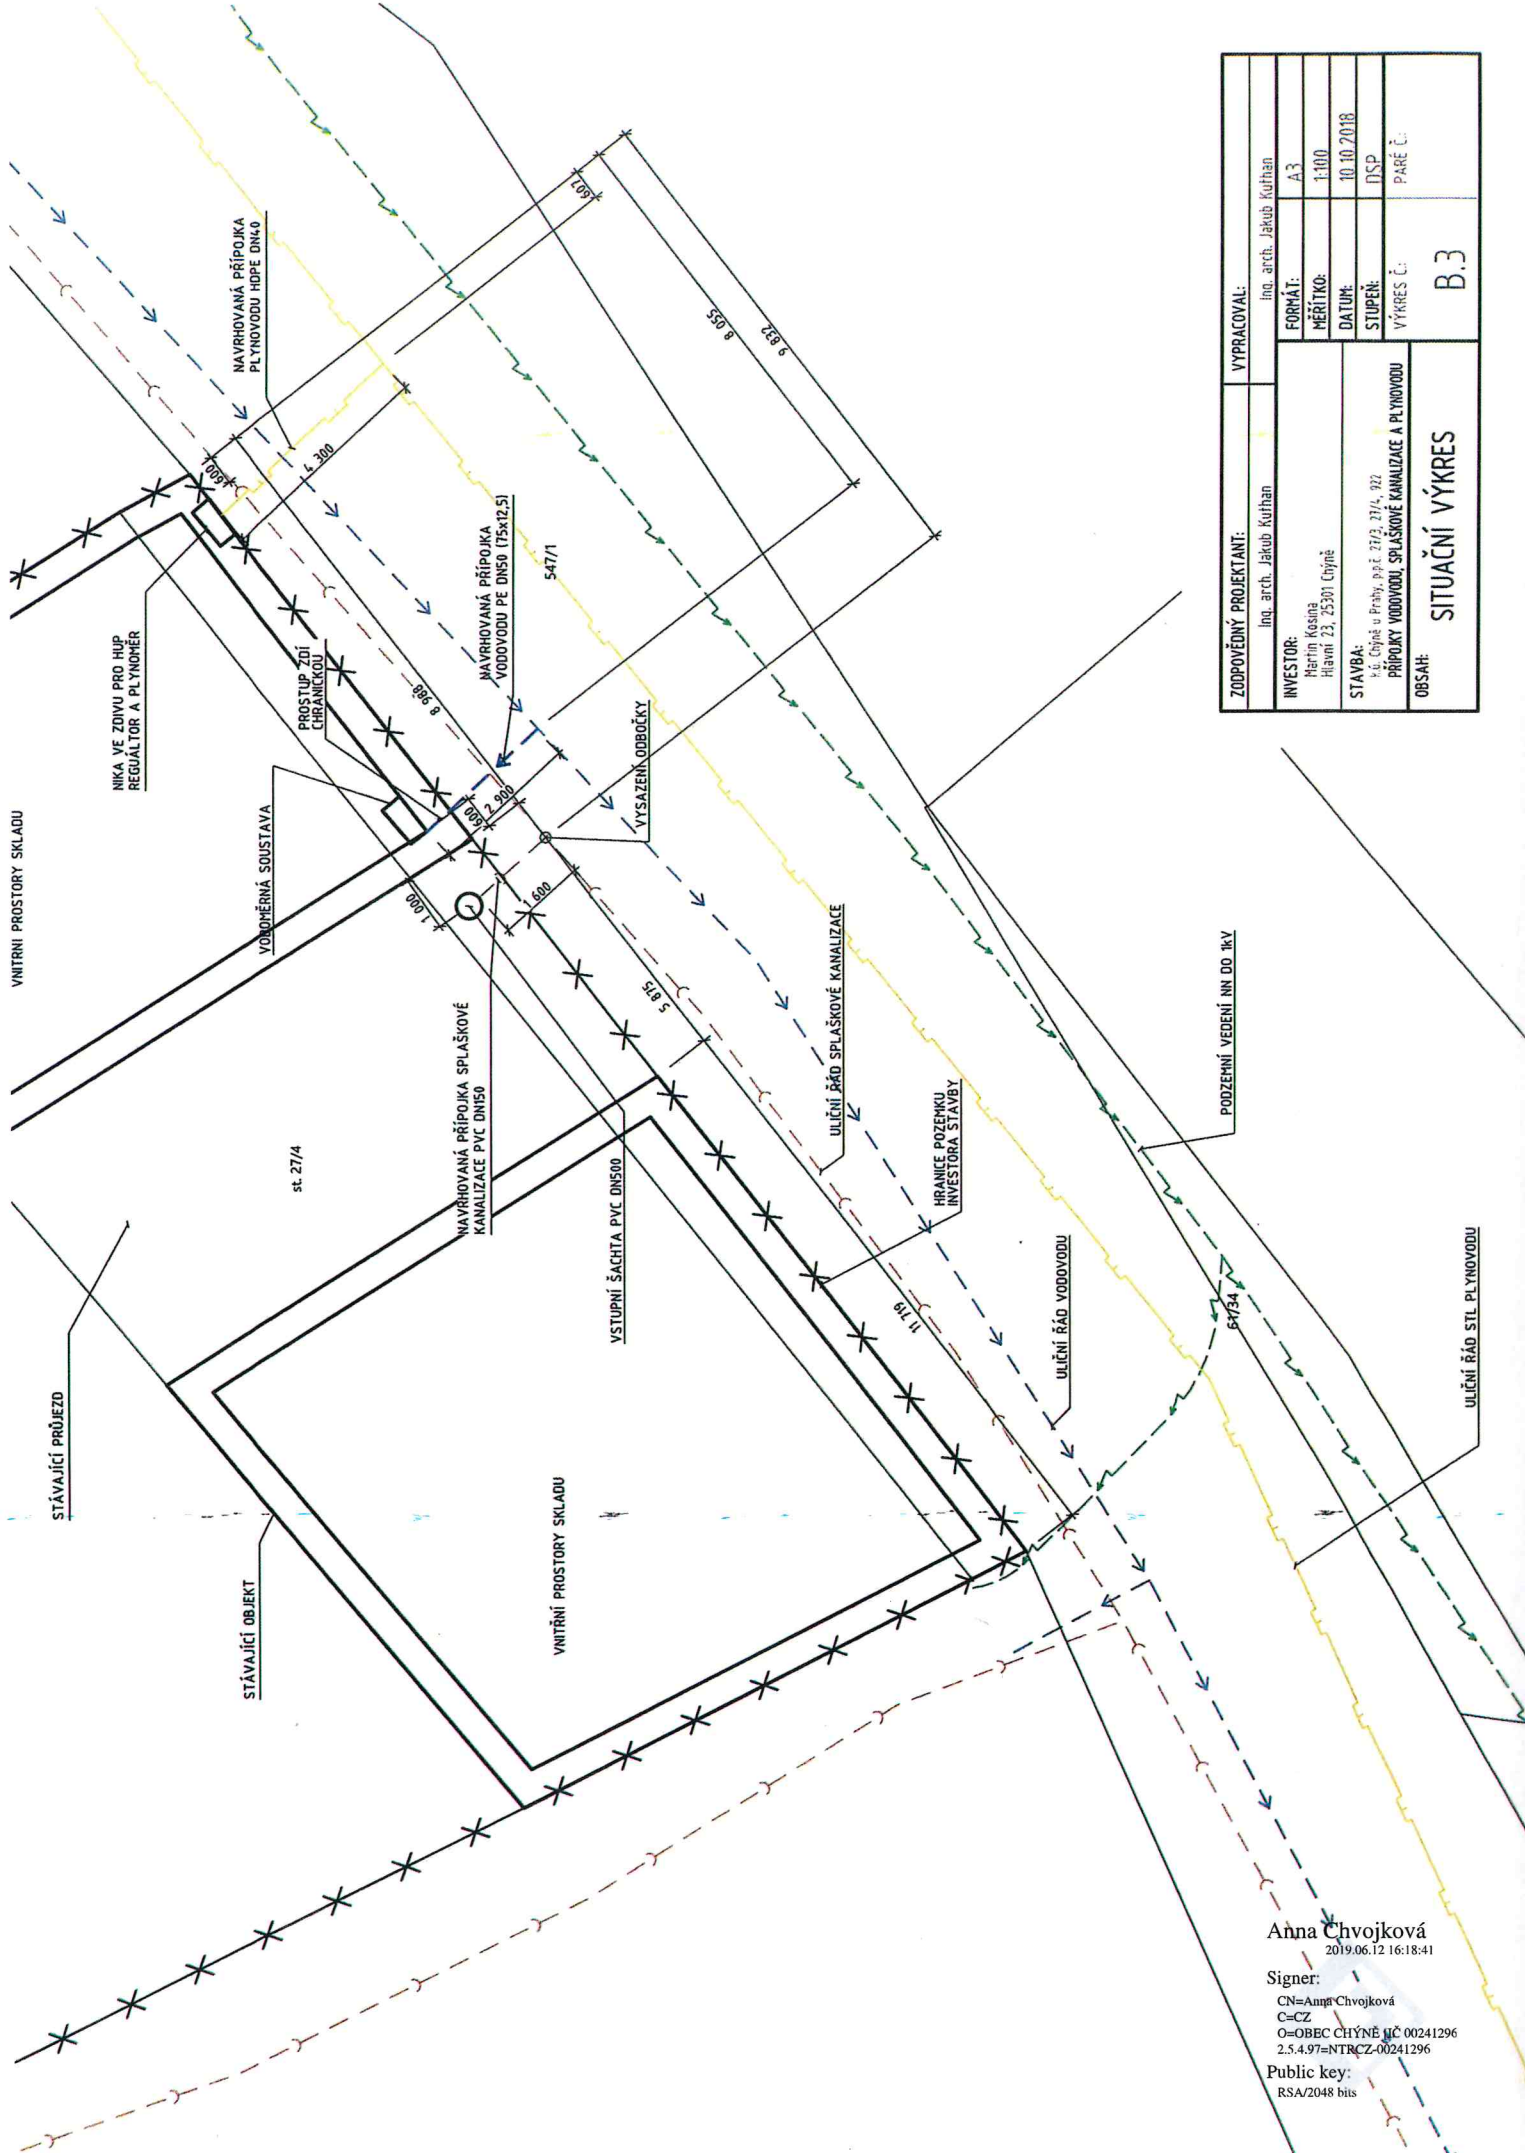 VNITŘNI PROSTORY SKLADU
NIKA VE ZDIVU PRO HUP
REGUÁLTOR A PLYNOMĚR
NAVRHOVANÁ PŘÍPOJKA
PLYNOVODU HDPE DN40
VOBOMĚRNÁ SOUSTAVA
PROSTUP ZDÍ
CHRANIČKOU
NAVRHOVANÁ PŘÍPOJKA
VODOVODU PE DN50 (75x12,5)
547/1
VYSAZENÍ ODBOČKY
600
4 300
607
8 055
9 832
8 988
600
2 900
1 000
1 600
5 875
11 719
STÁVAJÍCÍ PRŮJEZD
st. 27/4
NAVRHOVANÁ PŘÍPOJKA SPLAŠKOVÉ
KANALIZACE PVC DN150
VSTUPNÍ ŠACHTA PVC DN500
ULIČNÍ ŘÁD SPLAŠKOVÉ KANALIZACE
HRANICE POZEMKU
INVESTORA STAVBY
ULIČNÍ ŘÁD VODOVODU
PODZEMNÍ VEDENÍ NN DO 1kV
61/34
ULIČNÍ ŘÁD STL PLYNOVODU
STÁVAJÍCÍ OBJEKT
VNITŘNÍ PROSTORY SKLADU
ZODPOVĚDNÝ PROJEKTANT:
Ing. arch. Jakub Kuthan
VYPRACOVAL:
Ing. arch. Jakub Kuthan
INVESTOR:
Martin Kosina
Hlavní 23, 25301 Chýně
FORMÁT: A3
MĚŘÍTKO: 1:100
DATUM: 10.10.2018
STUPEŇ: DSP
STAVBA:
k.ú. Chýně u Prahy, p.p.č. 27/3, 27/4, 922
PŘÍPOJKY VODOVODU, SPLAŠKOVÉ KANALIZACE A PLYNOVODU
VÝKRES Č.:
PARÉ Č.:
OBSAH:
SITUAČNÍ VÝKRES
B.3
Anna Chvojková
2019.06.12 16:18:41
Signer:
CN=Anna Chvojková
C=CZ
O=OBEC CHÝNĚ IČ 00241296
2.5.4.97=NTRCZ-00241296
Public key:
RSA/2048 bits